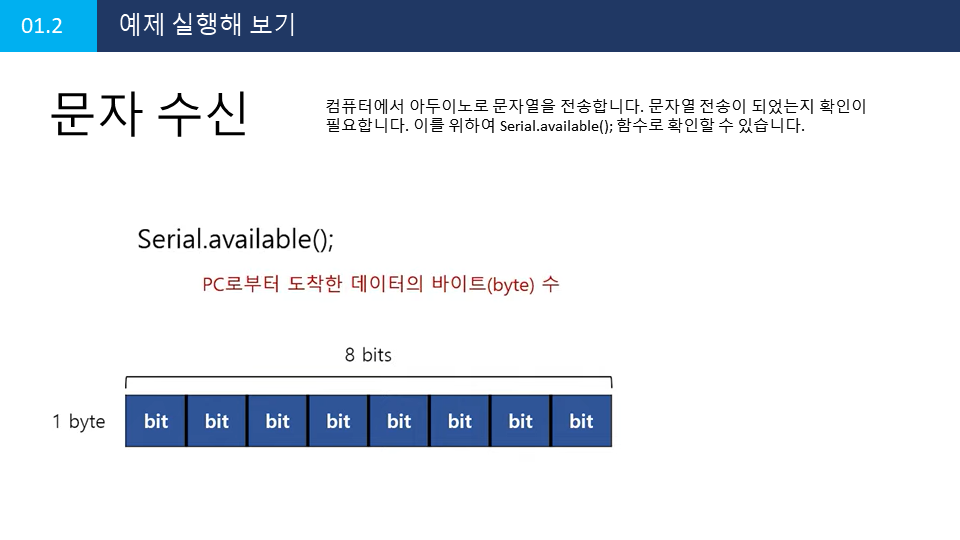 01.2 예제 실행해 보기
문자 수신
컴퓨터에서 아두이노로 문자열을 전송합니다. 문자열 전송이 되었는지 확인이
필요합니다. 이를 위하여 Serial.available(); 함수로 확인할 수 있습니다.
Serial.available();
PC로부터 도착한 데이터의 바이트(byte) 수
8 bits
1 byte bit bit bit bit bit bit bit bit